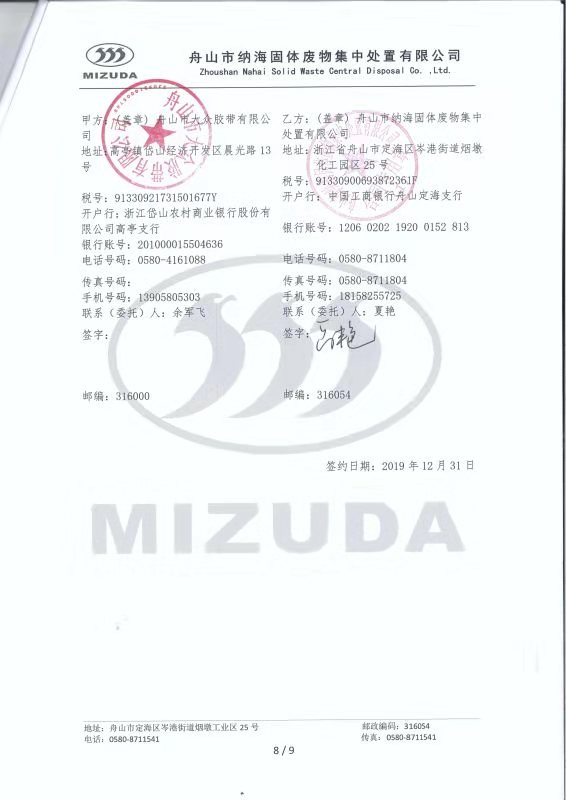 MIZUDA
舟山市纳海固体废物集中处置有限公司
Zhoushan Nahai Solid Waste Central Disposal Co. ,Ltd.
甲方：（盖章）舟山市大众胶带有限公司
地址：高亭镇岱山经济开发区晨光路 13 号
税号：91330921731501677Y
开户行：浙江岱山农村商业银行股份有限公司高亭支行
银行账号：201000015504636
电话号码：0580-4161088
传真号码：
手机号码：13905805303
联系（委托）人：余军飞
签字：
邮编：316000
乙方：（盖章）舟山市纳海固体废物集中处置有限公司
地址：浙江省舟山市定海区岑港街道烟墩化工园区 25 号
税号：91330900693872361F
开户行：中国工商银行舟山定海支行
银行账号：1206 0202 1920 0152 813
电话号码：0580-8711804
传真号码：0580-8711804
手机号码：18158255725
联系（委托）人：夏艳
签字：
邮编：316054
签约日期：2019 年 12 月 31 日
舟山市大众胶带有限公司
MIZUDA
地址：舟山市定海区岑港街道烟墩工业区 25 号
电话：0580-8711541
邮政编码：316054
传真：0580-8711541
8 / 9